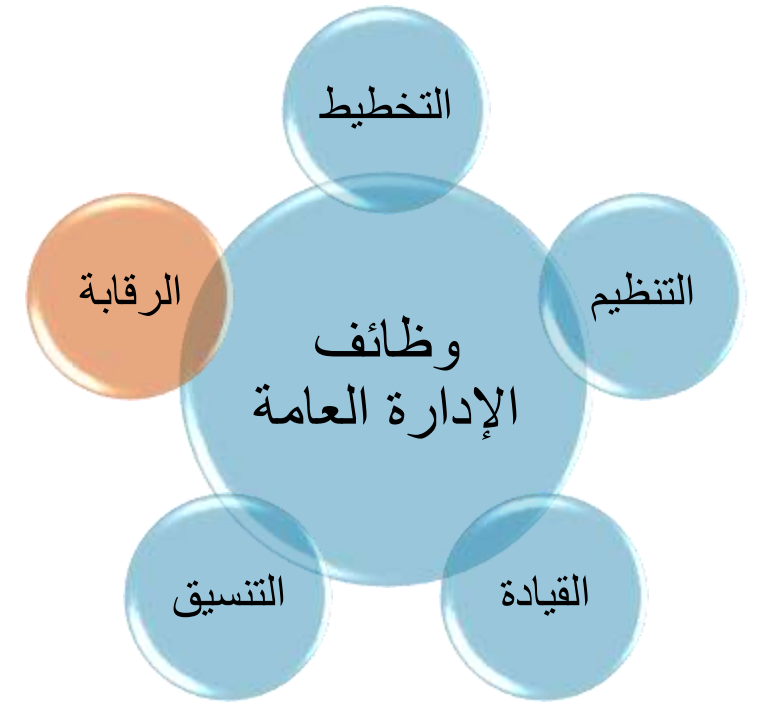 التخطيط
التنظيم
القيادة
التنسيق
الرقابة
وظائف
الإدارة العامة